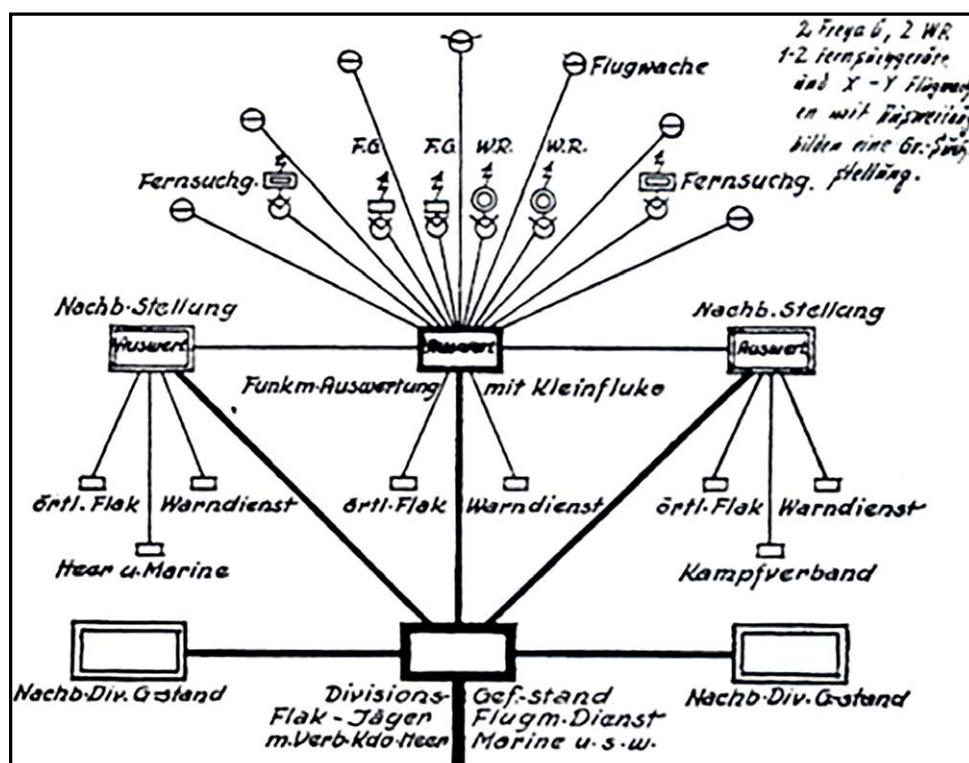 2 Freya G, 2 WR
1-2 Fernsuchgeräte
und X-Y Flugwach
en mit Auswertung
bilden eine
Stellung.
Flugwache
F.G. F.G. W.R. W.R.
Fernsuchg. Fernsuchg.
Nachb-Stellung Nachb. Stellung
Auswert Auswert Auswert
Funkm-Auswertung mit Kleinfluko
örtl. Flak Warndienst örtl-Flak Warndienst örtl-Flak Warndienst
Heer u. Marine Kampfverband
Nachb-Div. G-stand Divisions- Gef.-stand Nachb-Div. G-stand
Flak-Jäger Flugm-Dienst
m. Verb-Kdo-Heer Marine u. s. w.